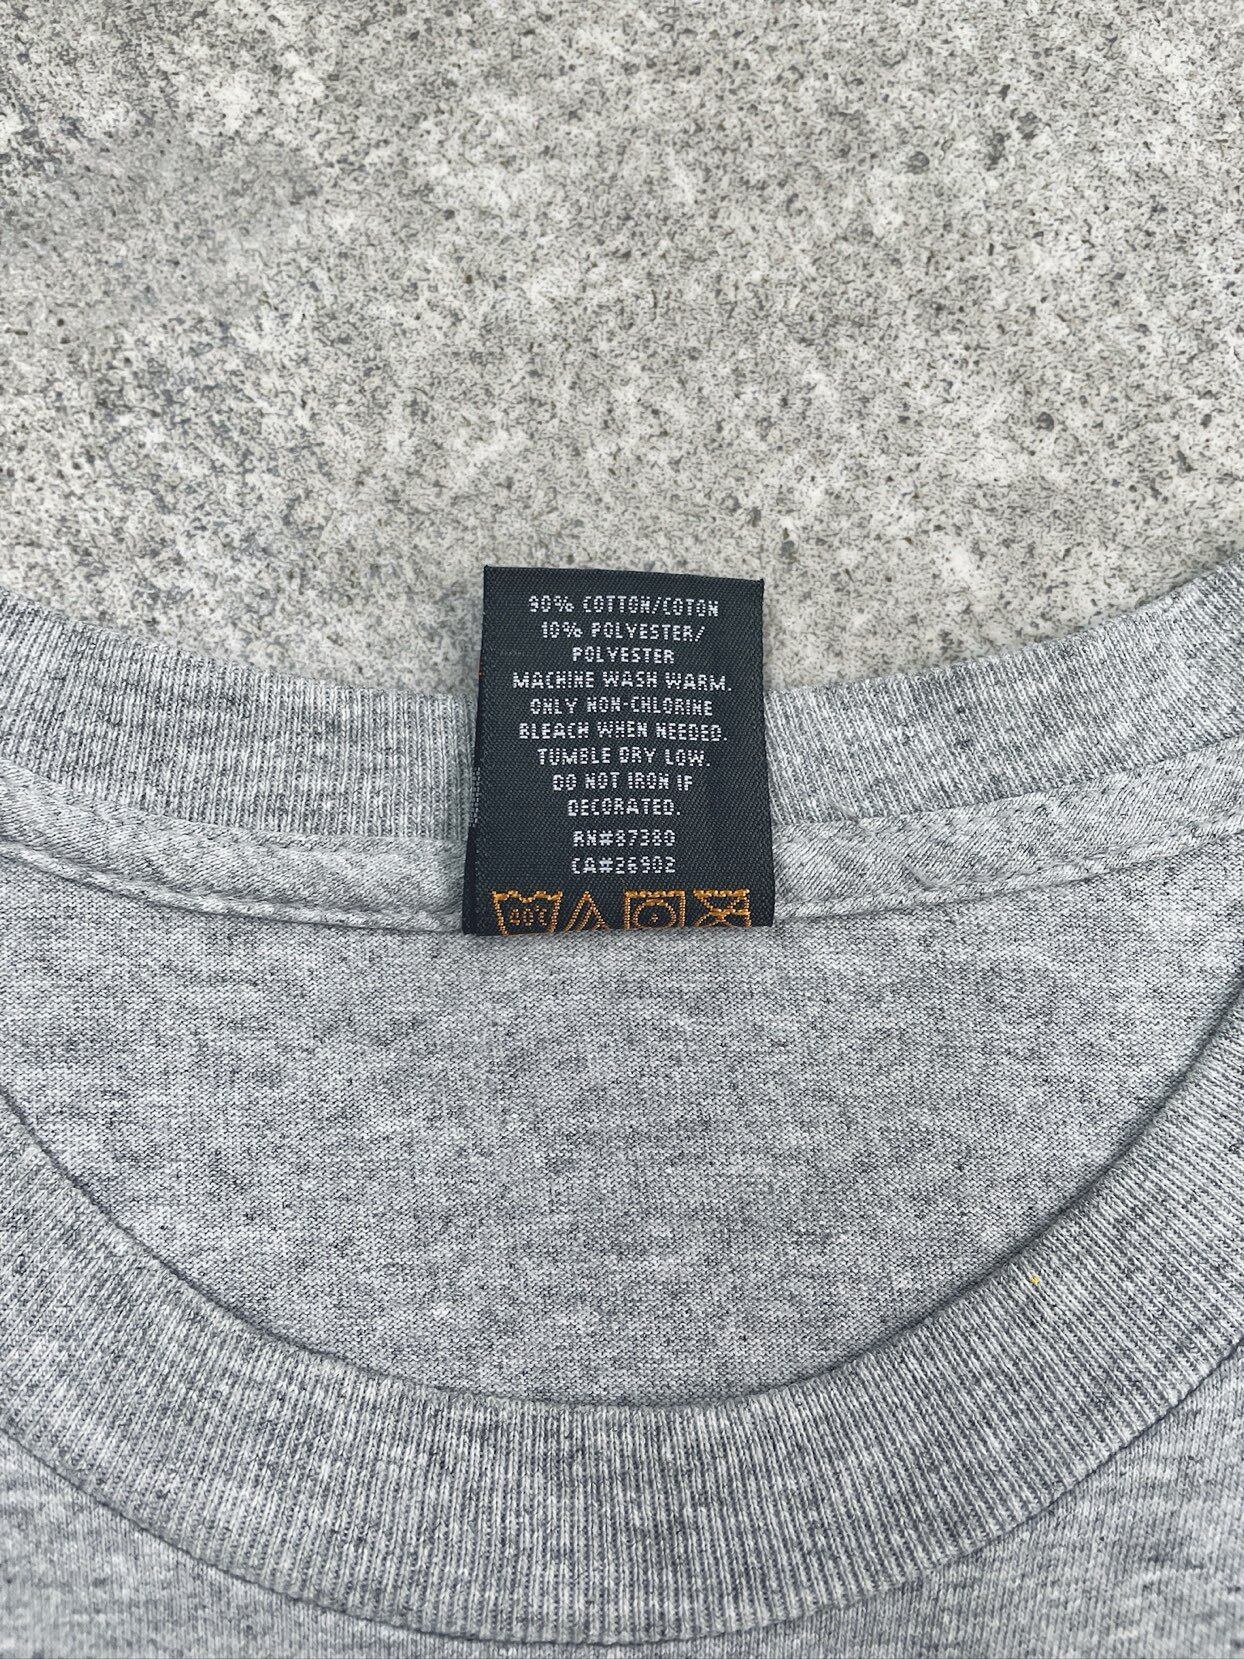 90% COTTON/COTON
10% POLYESTER/
POLYESTER
MACHINE WASH WARM.
ONLY NON-CHLORINE
BLEACH WHEN NEEDED.
TUMBLE DRY LOW.
DO NOT IRON IF
DECORATED.
RN#87380
CA#26902
40°C